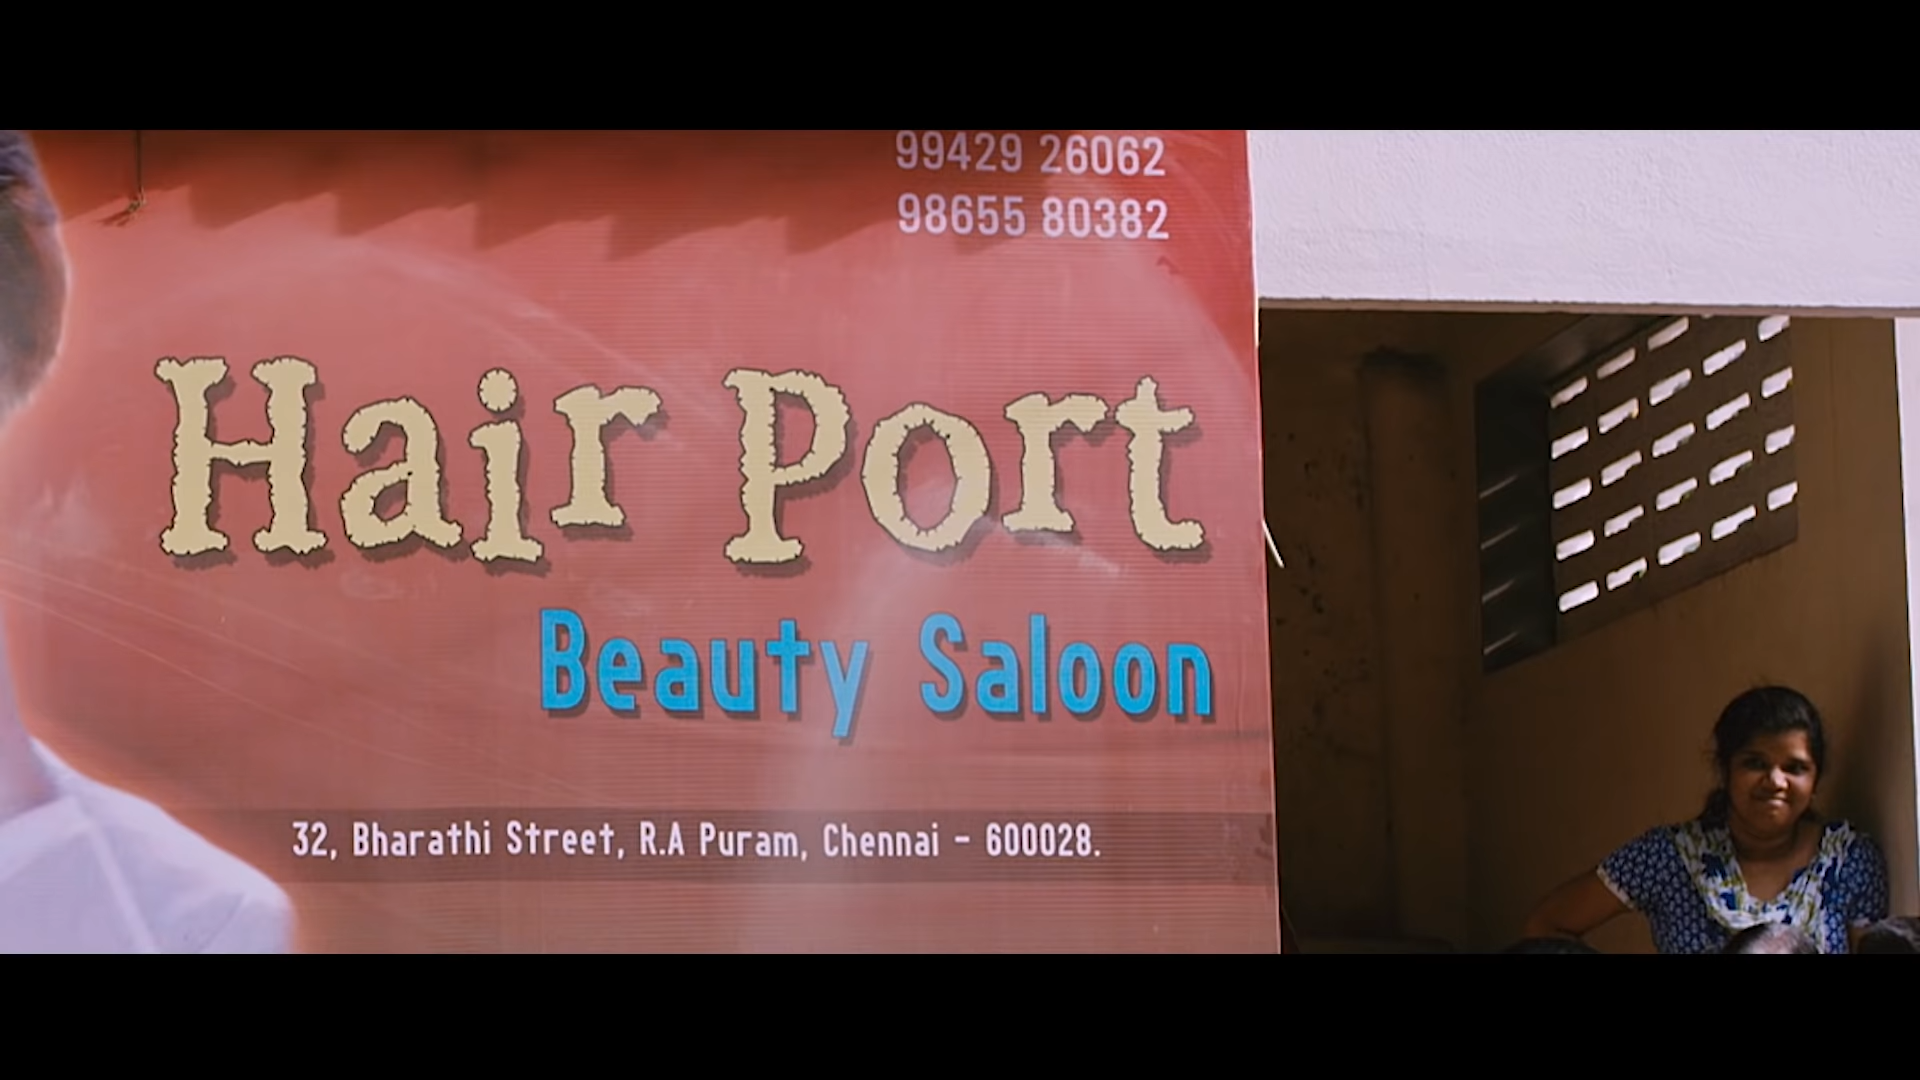 99429 26062
98655 80382
Hair Port
Beauty Saloon
32, Bharathi Street, R.A Puram, Chennai - 600028.